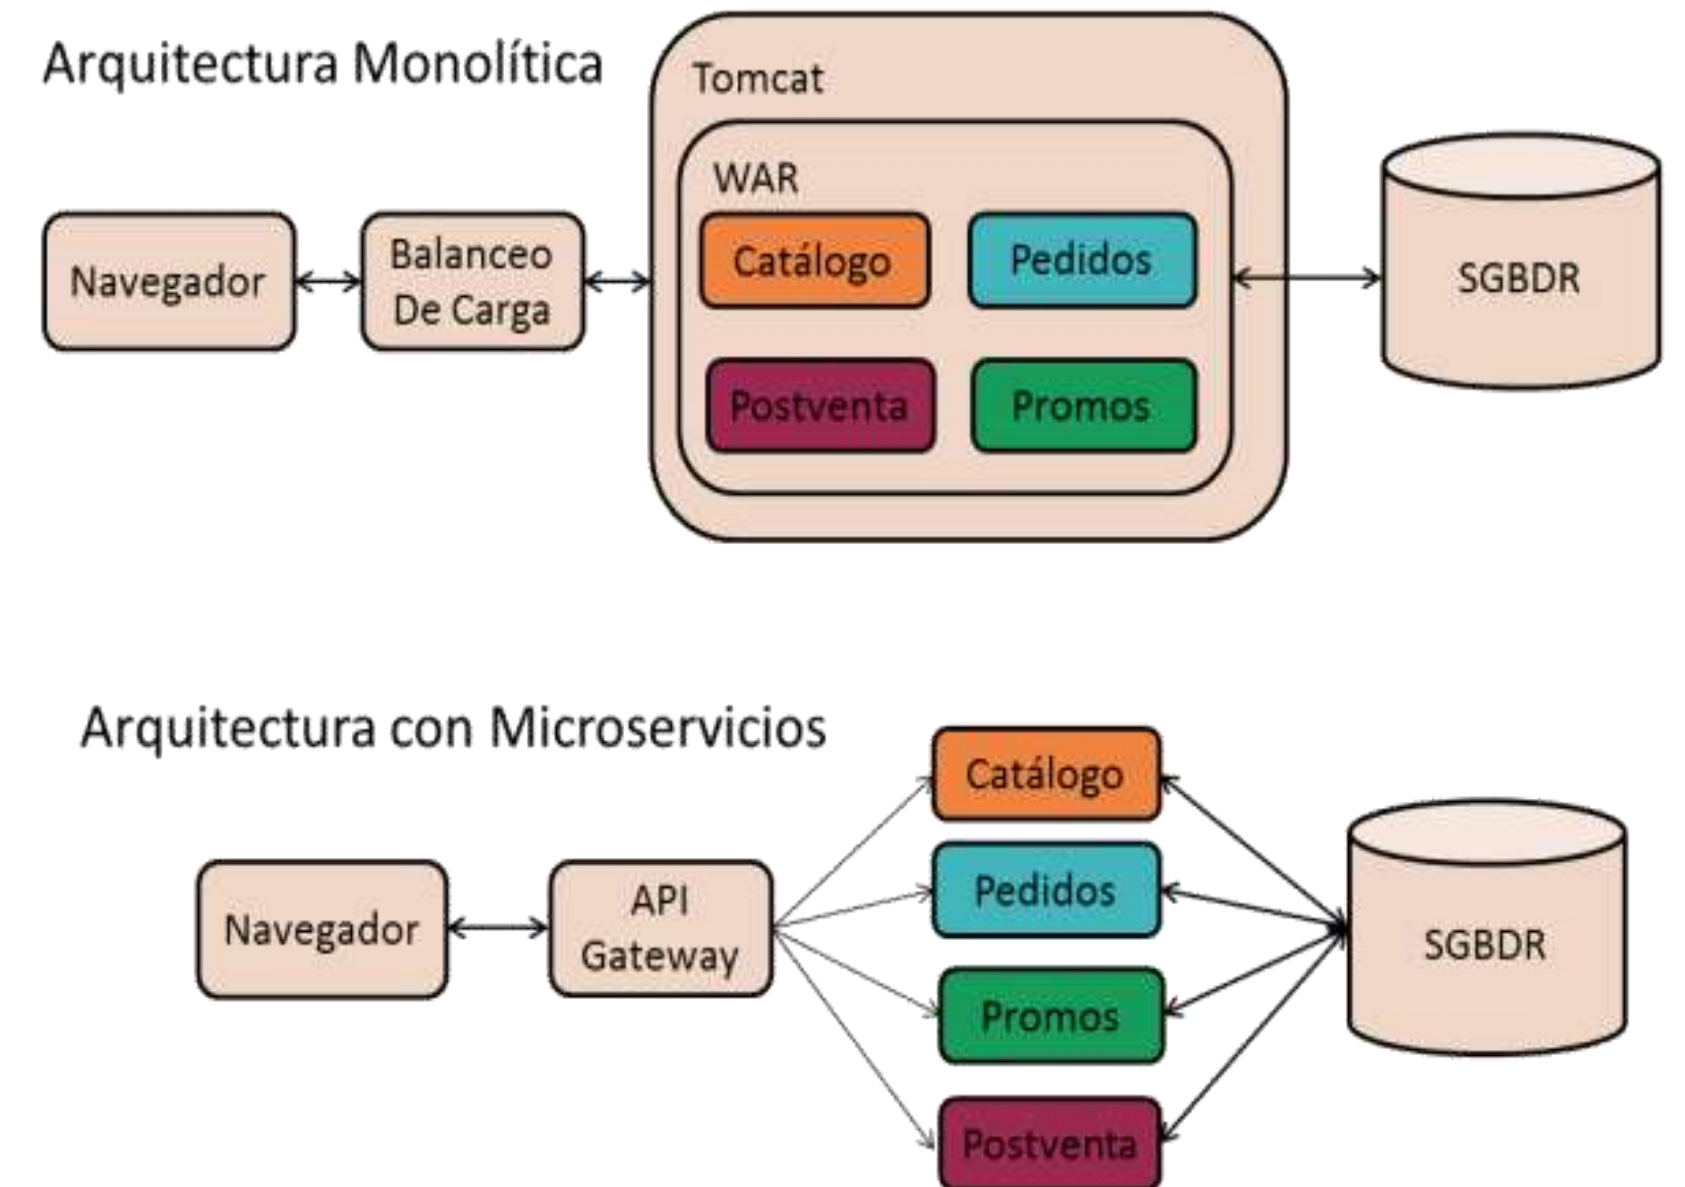 Arquitectura Monolítica
Tomcat
WAR
Navegador
Balanceo
De Carga
Catálogo
Pedidos
Postventa
Promos
SGBDR
Arquitectura con Microservicios
Navegador
API
Gateway
Catálogo
Pedidos
Promos
Postventa
SGBDR